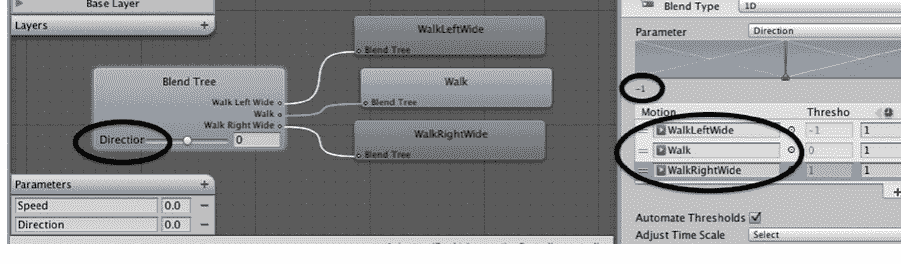 Base Layer
Layers +
WalkLeftWide
Blend Tree
Blend Tree
Walk Left Wide
Walk
Walk Right Wide
Direction 0
Walk
Blend Tree
WalkRightWide
Blend Tree
Parameters +
Speed 0.0 −
Direction 0.0 −
Blend Type 1D
Parameter Direction
-1
Motion Thresho
WalkLeftWide -1 1
Walk 0 1
WalkRightWide 1 1
+
Automate Thresholds
Adjust Time Scale Select